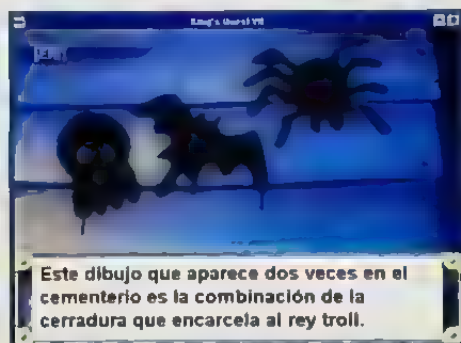 King's Quest VII
EXIT
Este dibujo que aparece dos veces en el
cementerio es la combinación de la
cerradura que encarcela al rey troll.